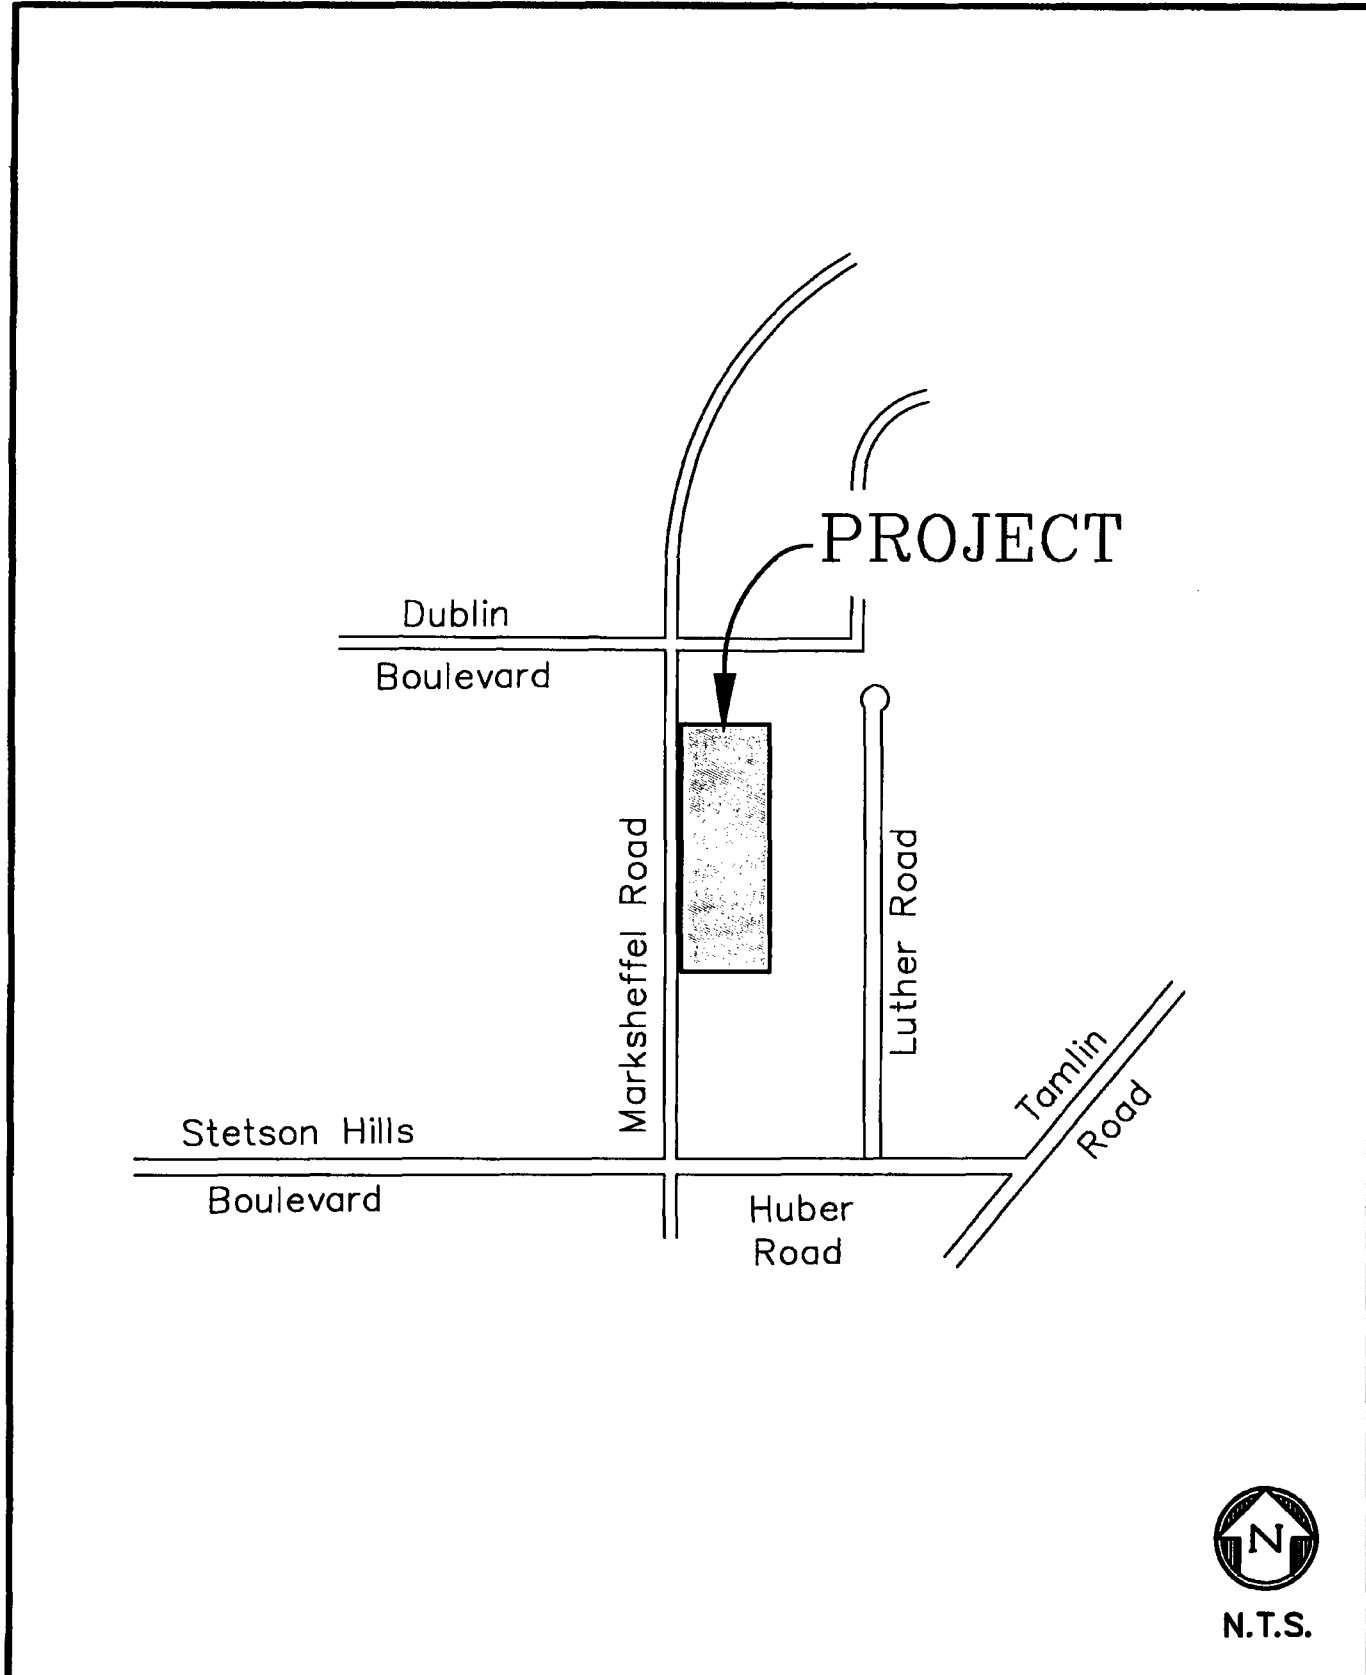 PROJECT
Dublin
Boulevard
Marksheffel Road
Luther Road
Tamlin
Road
Stetson Hills
Boulevard
Huber
Road
N
N.T.S.